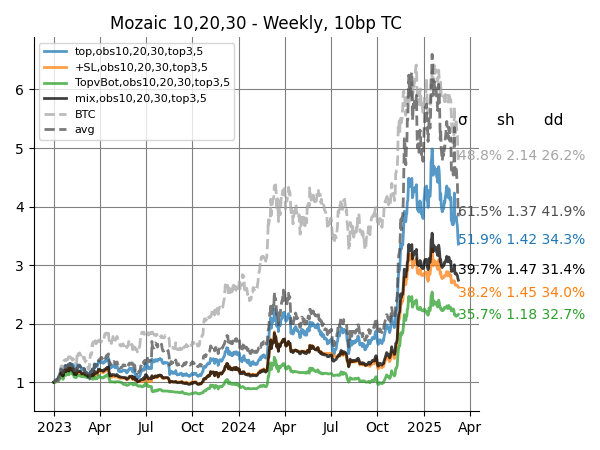 Mozaic 10,20,30 - Weekly, 10bp TC
top,obs10,20,30,top3,5
+SL,obs10,20,30,top3,5
TopvBot,obs10,20,30,top3,5
mix,obs10,20,30,top3,5
BTC
avg
σ sh dd
48.8% 2.14 26.2%
61.5% 1.37 41.9%
51.9% 1.42 34.3%
39.7% 1.47 31.4%
38.2% 1.45 34.0%
35.7% 1.18 32.7%
6
5
4
3
2
1
2023 Apr Jul Oct 2024 Apr Jul Oct 2025 Apr